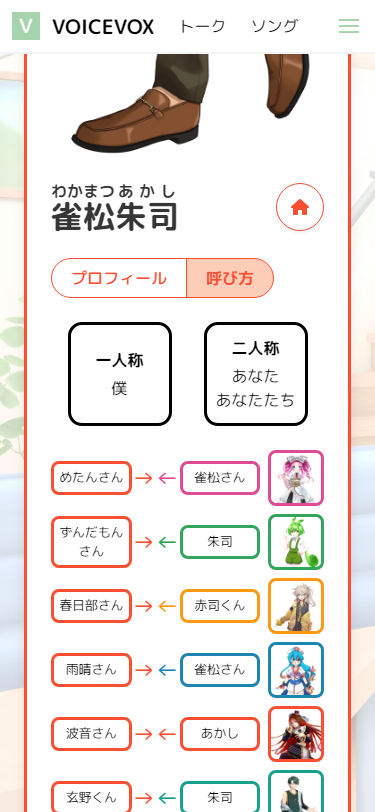 V VOICEVOX トーク ソング
わかまつ あかし
雀松朱司
プロフィール 呼び方
一人称
僕
二人称
あなた
あなたたち
めたんさん → ← 雀松さん
ずんだもん
さん → ← 朱司
春日部さん → ← 赤司くん
雨晴さん → ← 雀松さん
波音さん → ← あかし
玄野くん → ← 朱司